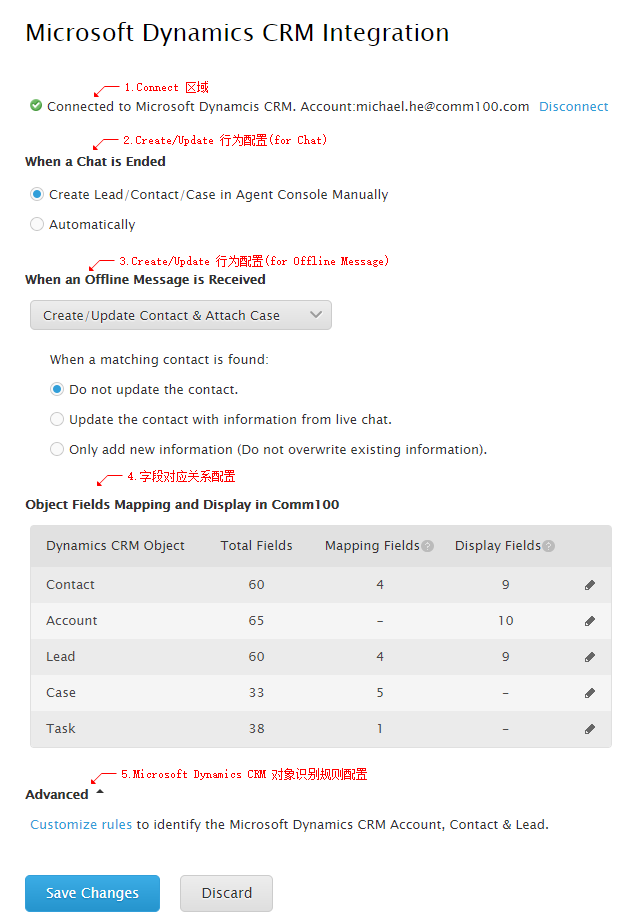 Microsoft Dynamics CRM Integration
1.Connect 区域
Connected to Microsoft Dynamcis CRM. Account:michael.he@comm100.com Disconnect
2.Create/Update 行为配置(for Chat)
When a Chat is Ended
Create Lead/Contact/Case in Agent Console Manually
Automatically
3.Create/Update 行为配置(for Offline Message)
When an Offline Message is Received
Create/Update Contact & Attach Case
When a matching contact is found:
Do not update the contact.
Update the contact with information from live chat.
Only add new information (Do not overwrite existing information).
4.字段对应关系配置
Object Fields Mapping and Display in Comm100
Dynamics CRM Object Total Fields Mapping Fields? Display Fields?
Contact 60 4 9
Account 65 – 10
Lead 60 4 9
Case 33 5 –
Task 38 1 –
5.Microsoft Dynamics CRM 对象识别规则配置
Advanced
Customize rules to identify the Microsoft Dynamics CRM Account, Contact & Lead.
Save Changes Discard